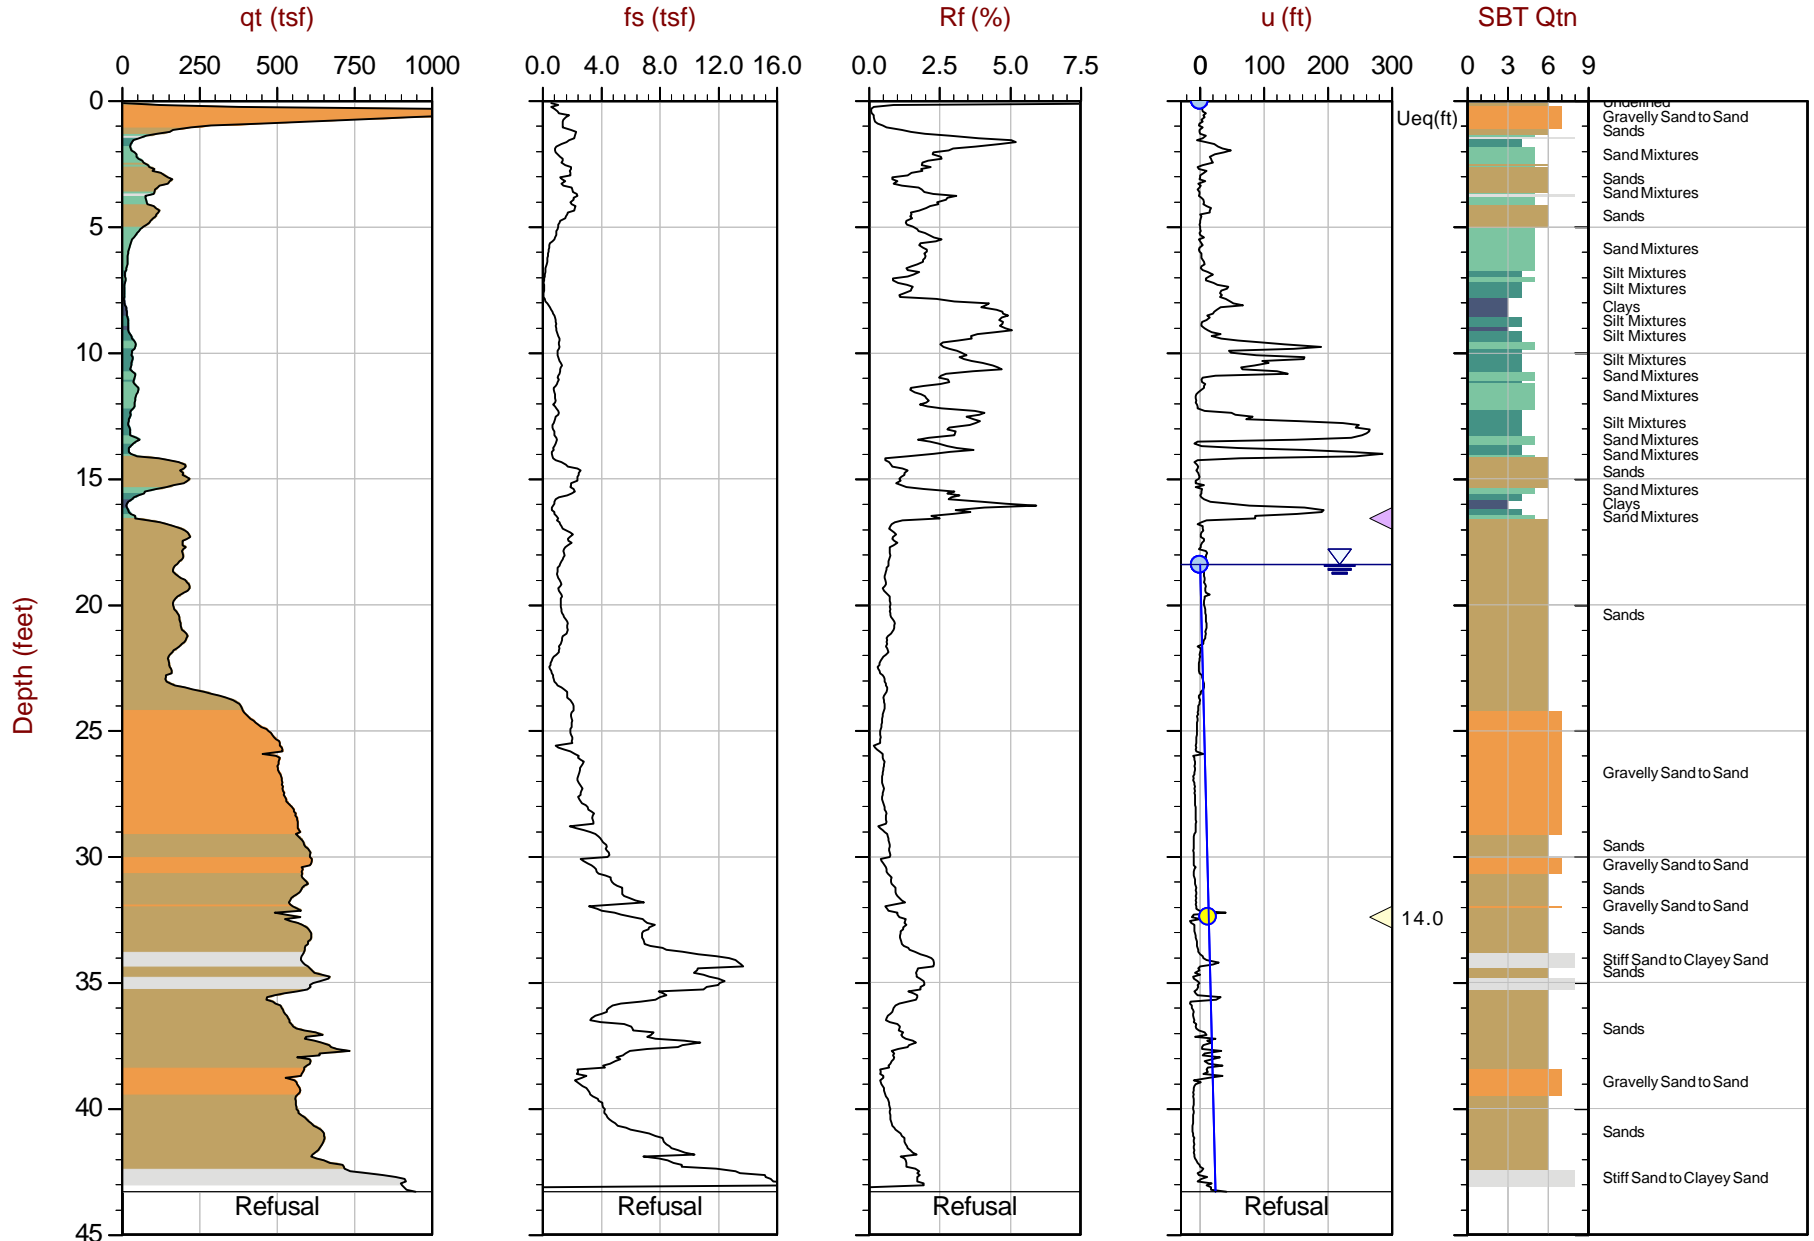 qt (tsf)
fs (tsf)
Rf (%)
u (ft)
SBT Qtn
0 250 500 750 1000
0.0 4.0 8.0 12.0 16.0
0.0 2.5 5.0 7.5
0 100 200 300
0 3 6 9
Depth (feet)
0
5
10
15
20
25
30
35
40
45
Refusal
Refusal
Refusal
Refusal
Ueq(ft)
14.0
Undefined
Gravelly Sand to Sand
Sands
Sand Mixtures
Sands
Sand Mixtures
Sands
Sand Mixtures
Silt Mixtures
Silt Mixtures
Clays
Silt Mixtures
Silt Mixtures
Silt Mixtures
Sand Mixtures
Sand Mixtures
Silt Mixtures
Sand Mixtures
Sand Mixtures
Sands
Sand Mixtures
Clays
Sand Mixtures
Sands
Gravelly Sand to Sand
Sands
Gravelly Sand to Sand
Sands
Gravelly Sand to Sand
Sands
Stiff Sand to Clayey Sand
Sands
Sands
Gravelly Sand to Sand
Sands
Stiff Sand to Clayey Sand